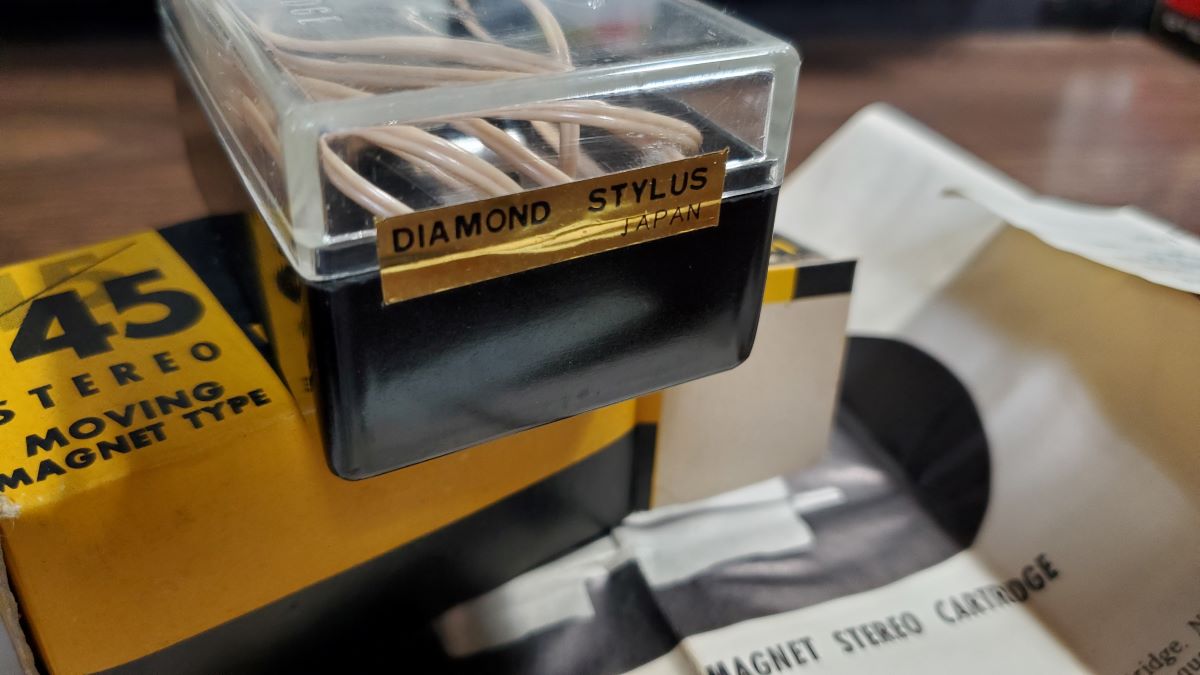 DIAMOND STYLUS
JAPAN
45
STEREO
MOVING
MAGNET TYPE
MAGNET STEREO CARTRIDGE